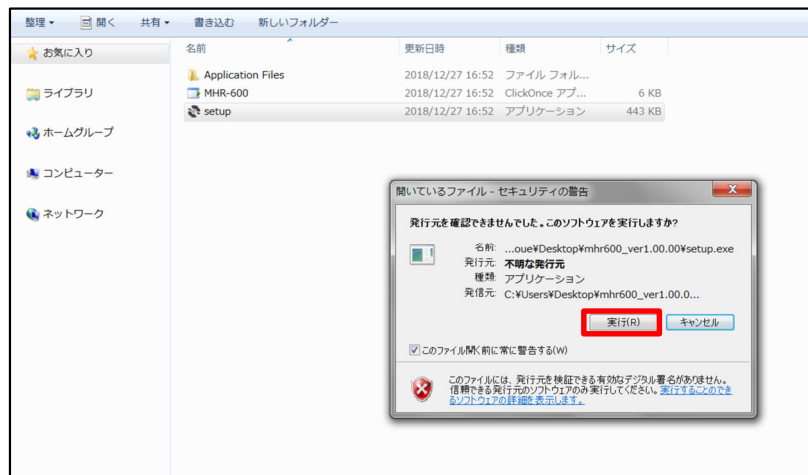 整理 開く 共有 書き込む 新しいフォルダー
お気に入り
ライブラリ
ホームグループ
コンピューター
ネットワーク
名前 更新日時 種類 サイズ
Application Files 2018/12/27 16:52 ファイル フォル...
MHR-600 2018/12/27 16:52 ClickOnce アプ... 6 KB
setup 2018/12/27 16:52 アプリケーション 443 KB
開いているファイル - セキュリティの警告
発行元を確認できませんでした。このソフトウェアを実行しますか?
名前: ...oue¥Desktop¥mhr600_ver1.00.00¥setup.exe
発行元: 不明な発行元
種類: アプリケーション
発信元: C:¥Users¥Desktop¥mhr600_ver1.00.0...
実行(R) キャンセル
このファイル開く前に常に警告する(W)
このファイルには、発行元を検証できる有効なデジタル署名がありません。
信頼できる発行元のソフトウェアのみ実行してください。実行することのでき
るソフトウェアの詳細を表示します。